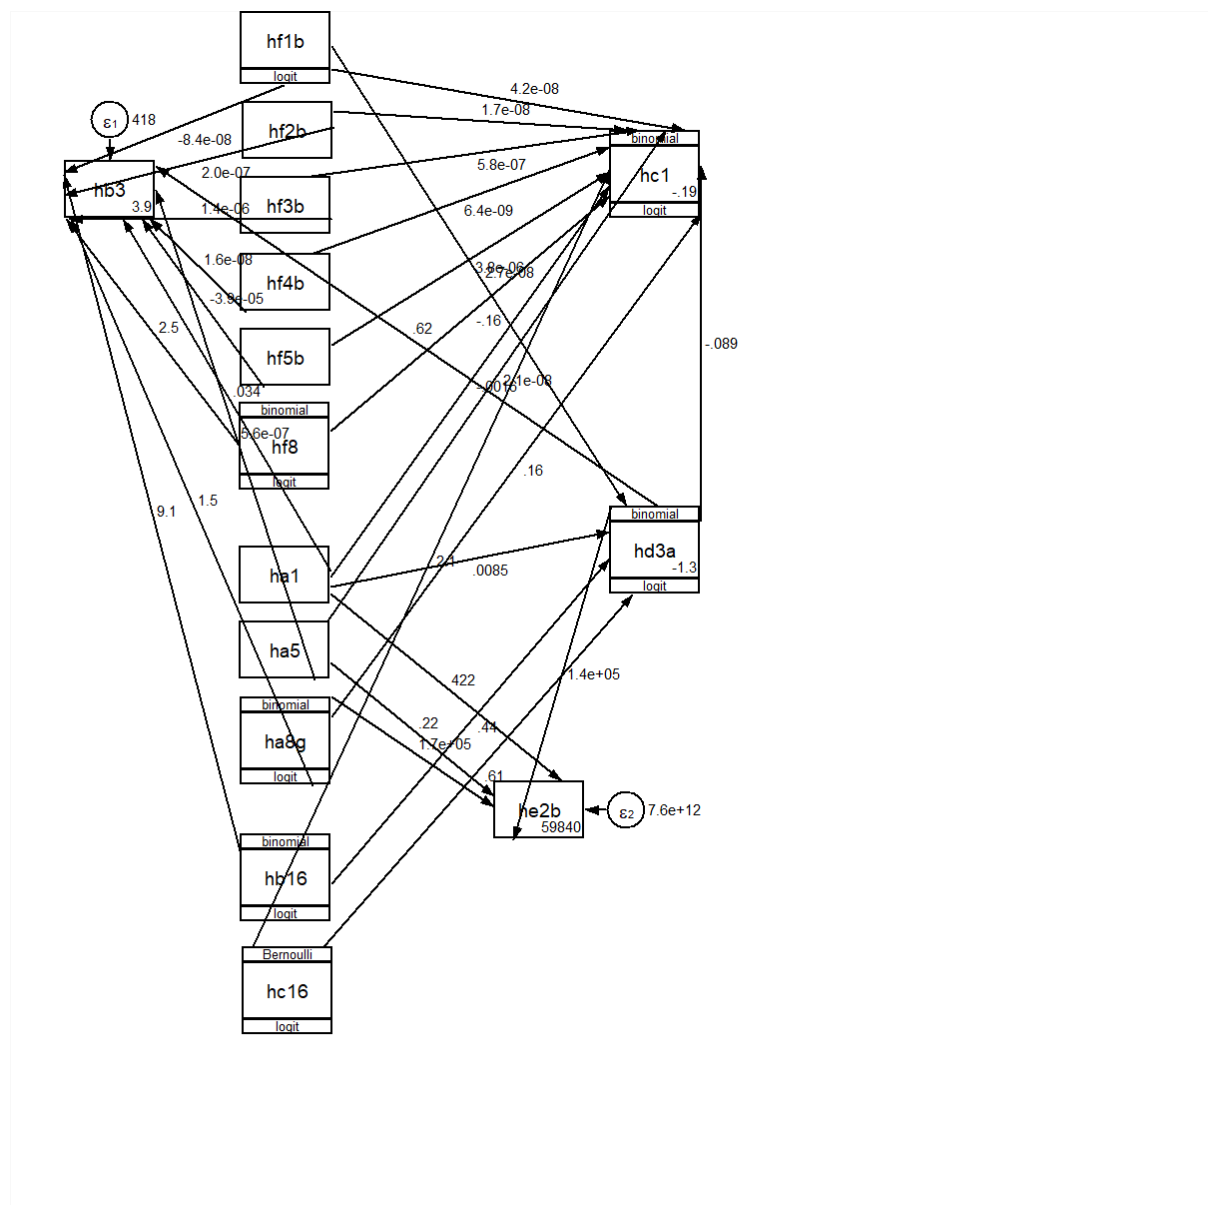 hf1b
logit
4.2e-08
ε1
418
hf2b
1.7e-08
-8.4e-08
binomial
hb3
3.9
2.0e-07
5.8e-07
hc1
-.19
logit
hf3b
1.4e-06
6.4e-09
1.6e-08
hf4b
3.8e-06
2.7e-08
-3.9e-05
2.5
-.16
.62
-.089
hf5b
.034
2.1e-08
-.0016
binomial
5.6e-07
hf8
logit
.16
1.5
9.1
binomial
hd3a
-1.3
logit
ha1
2.1
.0085
ha5
422
1.4e+05
binomial
ha8g
logit
.22
.44
1.7e+05
.61
he2b
59840
ε2
7.6e+12
binomial
hb16
logit
Bernoulli
hc16
logit